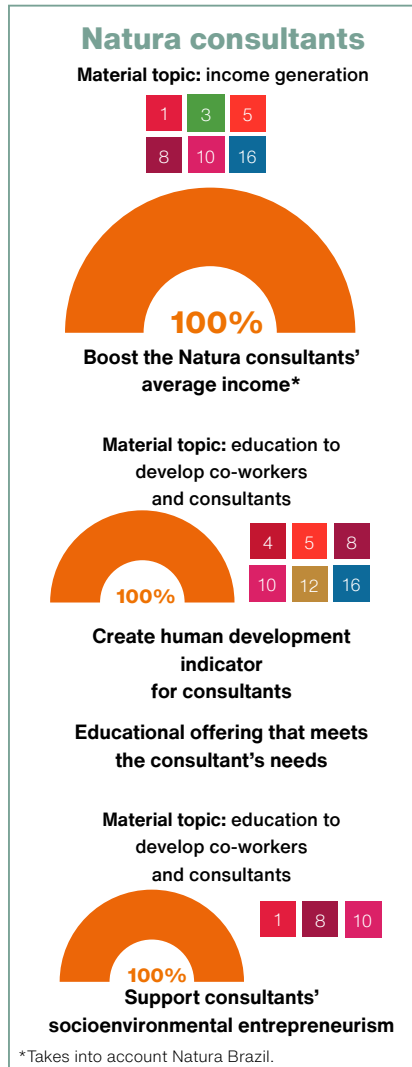 Natura consultants
Material topic: income generation
1 3 5
8 10 16
100%
Boost the Natura consultants'
average income*
Material topic: education to
develop co-workers
and consultants
4 5 8
10 12 16
100%
Create human development
indicator
for consultants
Educational offering that meets
the consultant's needs
Material topic: education to
develop co-workers
and consultants
1 8 10
100%
Support consultants'
socioenvironmental entrepreneurism
*Takes into account Natura Brazil.